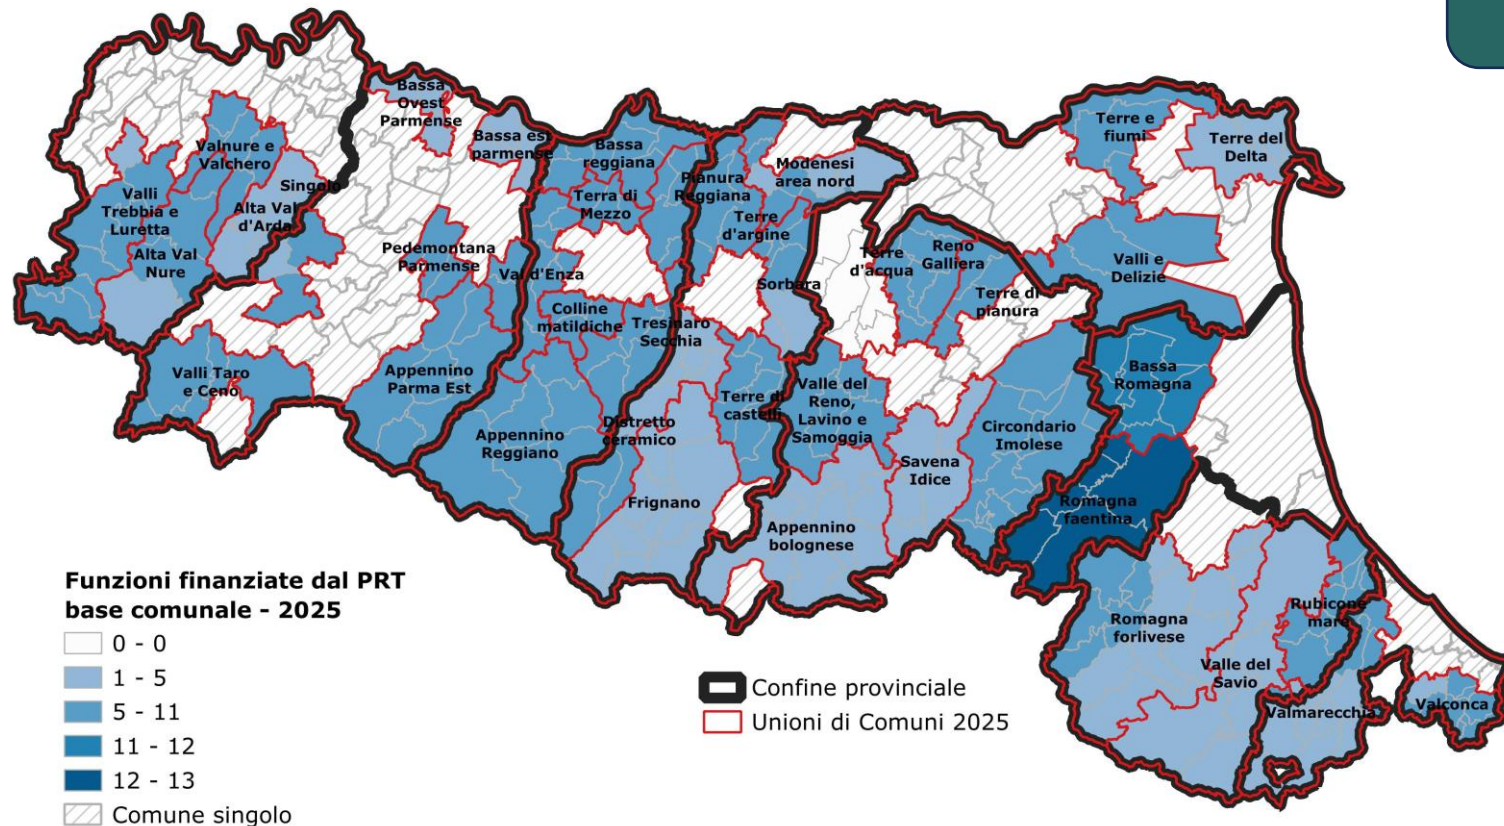 Bassa
Ovest
Parmense
Bassa est
parmense
Valnure e
Valchero
Singolo
Valli
Trebbia e
Luretta
Alta Val
d'Arda
Alta Val
Nure
Bassa
reggiana
Pianura
Reggiana
Terra di
Mezzo
Modenesi
area nord
Terre
d'argine
Terre e
fiumi
Terre del
Delta
Pedemontana
Parmense
Val d'Enza
Sorbara
Terre
d'acqua
Reno
Galliera
Terre di
pianura
Valli e
Delizie
Colline
matildiche
Tresinaro
Secchia
Valli Taro
e Ceno
Appennino
Parma Est
Terre di
castelli
Valle del
Reno,
Lavino e
Samoggia
Bassa
Romagna
Appennino
Reggiano
Distretto
ceramico
Circondario
Imolese
Savena
Idice
Frignano
Appennino
bolognese
Romagna
faentina
Romagna
forlivese
Rubicone
mare
Valle del
Savio
Valmarecchia
Valconca
Funzioni finanziate dal PRT
base comunale - 2025
0 - 0
1 - 5
5 - 11
11 - 12
12 - 13
Comune singolo
Confine provinciale
Unioni di Comuni 2025